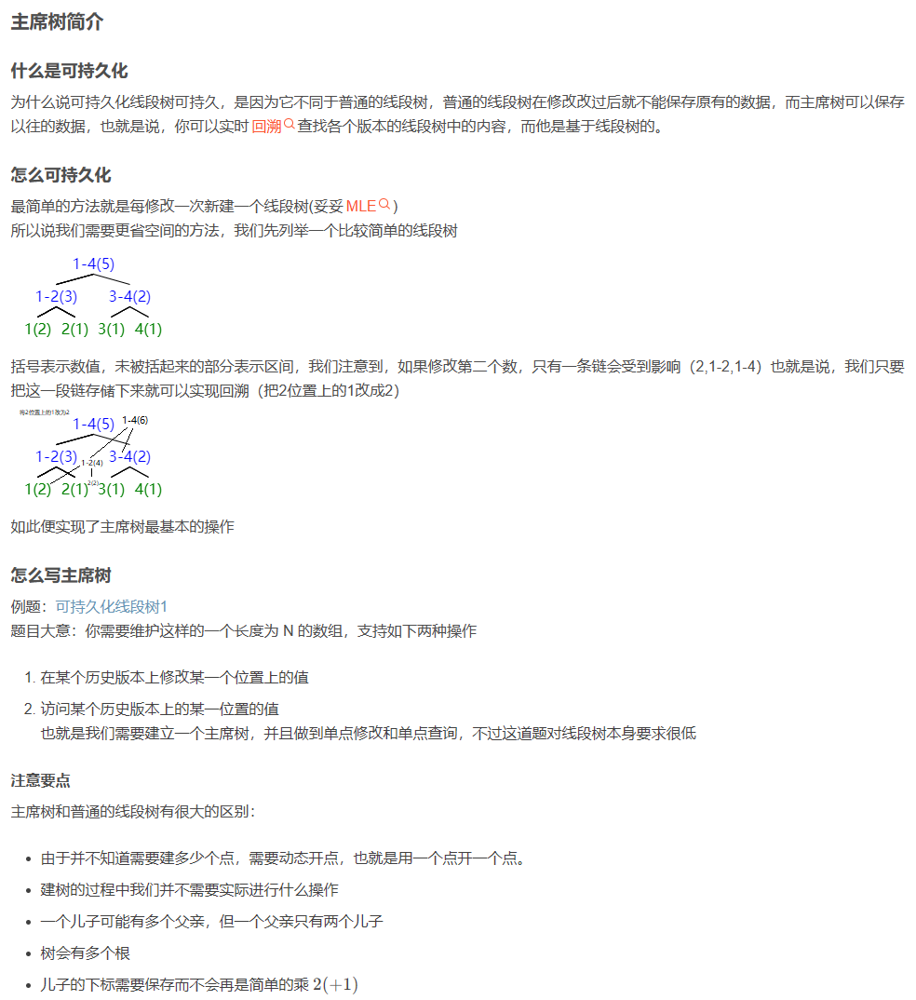 主席树简介
什么是可持久化
为什么说可持久化线段树可持久，是因为它不同于普通的线段树，普通的线段树在修改改过后就不能保存原有的数据，而主席树可以保存
以往的数据，也就是说，你可以实时 回溯 查找各个版本的线段树中的内容，而他是基于线段树的。
怎么可持久化
最简单的方法就是每修改一次新建一个线段树(妥妥 MLE )
所以说我们需要更省空间的方法，我们先列举一个比较简单的线段树
1-4(5)
1-2(3) 3-4(2)
1(2) 2(1) 3(1) 4(1)
括号表示数值，未被括起来的部分表示区间，我们注意到，如果修改第二个数，只有一条链会受到影响（2,1-2,1-4）也就是说，我们只要
把这一段链存储下来就可以实现回溯（把2位置上的1改成2）
将2位置上的1改为2
1-4(5) 1-4(6)
1-2(3) 1-2(4) 3-4(2)
1(2) 2(1) 2(2) 3(1) 4(1)
如此便实现了主席树最基本的操作
怎么写主席树
例题：可持久化线段树1
题目大意：你需要维护这样的一个长度为 N 的数组，支持如下两种操作
1. 在某个历史版本上修改某一个位置上的值
2. 访问某个历史版本上的某一位置的值
也就是我们需要建立一个主席树，并且做到单点修改和单点查询，不过这道题对线段树本身要求很低
注意要点
主席树和普通的线段树有很大的区别：
• 由于并不知道需要建多少个点，需要动态开点，也就是用一个点开一个点。
• 建树的过程中我们并不需要实际进行什么操作
• 一个儿子可能有多个父亲，但一个父亲只有两个儿子
• 树会有多个根
• 儿子的下标需要保存而不会再是简单的乘 2(+1)